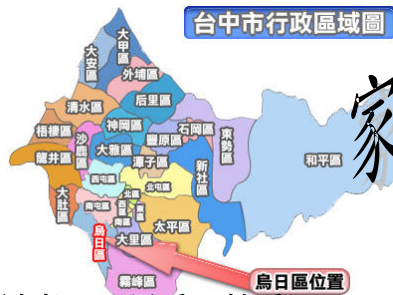 台中市行政區域圖
大甲區
大安區
外埔區
家
清水區
后里區
梧棲區
沙鹿區
神岡區
豐原區
石岡區
東勢區
龍井區
大雅區
潭子區
新社區
和平區
大肚區
西屯區
北屯區
北區
南屯區
西區
南區
太平區
烏日區
大里區
霧峰區
烏日區位置